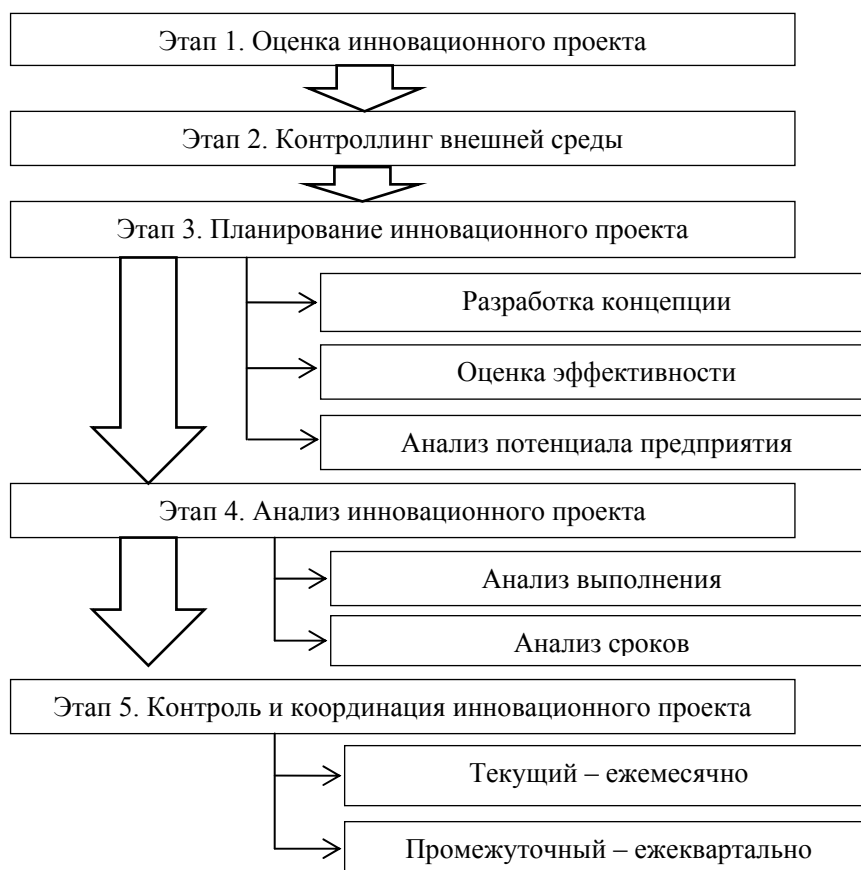 Этап 1. Оценка инновационного проекта
Этап 2. Контроллинг внешней среды
Этап 3. Планирование инновационного проекта
Разработка концепции
Оценка эффективности
Анализ потенциала предприятия
Этап 4. Анализ инновационного проекта
Анализ выполнения
Анализ сроков
Этап 5. Контроль и координация инновационного проекта
Текущий – ежемесячно
Промежуточный – ежеквартально